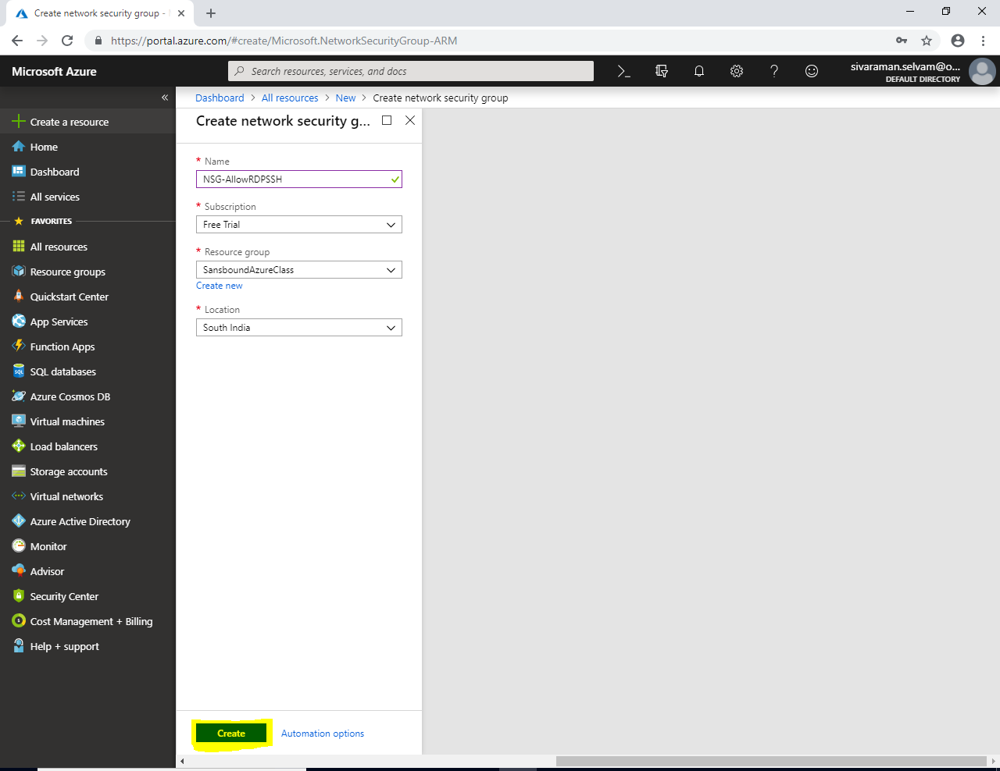 Create network security group -
https://portal.azure.com/#create/Microsoft.NetworkSecurityGroup-ARM
Microsoft Azure
Search resources, services, and docs
sivaraman.selvam@o...
DEFAULT DIRECTORY
Dashboard > All resources > New > Create network security group
Create a resource
Home
Dashboard
All services
FAVORITES
All resources
Resource groups
Quickstart Center
App Services
Function Apps
SQL
SQL databases
Azure Cosmos DB
Virtual machines
Load balancers
Storage accounts
Virtual networks
Azure Active Directory
Monitor
Advisor
Security Center
Cost Management + Billing
Help + support
Create network security g...
* Name
NSG-AllowRDPSSH
* Subscription
Free Trial
* Resource group
SansboundAzureClass
Create new
* Location
South India
Create
Automation options